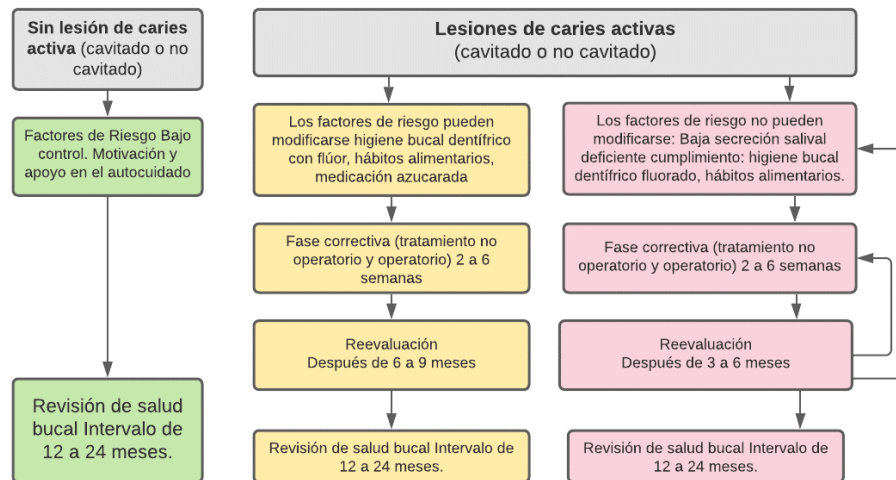 Sin lesión de caries
activa (cavitado o no
cavitado)
Factores de Riesgo Bajo
control. Motivación y
apoyo en el autocuidado
Revisión de salud
bucal Intervalo de
12 a 24 meses.
Lesiones de caries activas
(cavitado o no cavitado)
Los factores de riesgo pueden
modificarse higiene bucal dentífrico
con flúor, hábitos alimentarios,
medicación azucarada
Fase correctiva (tratamiento no
operatorio y operatorio) 2 a 6
semanas
Reevaluación
Después de 6 a 9 meses
Revisión de salud bucal Intervalo de
12 a 24 meses.
Los factores de riesgo no pueden
modificarse: Baja secreción salival
deficiente cumplimiento: higiene bucal
dentífrico fluorado, hábitos alimentarios.
Fase correctiva (tratamiento no
operatorio y operatorio) 2 a 6 semanas
Reevaluación
Después de 3 a 6 meses
Revisión de salud bucal Intervalo de
12 a 24 meses.